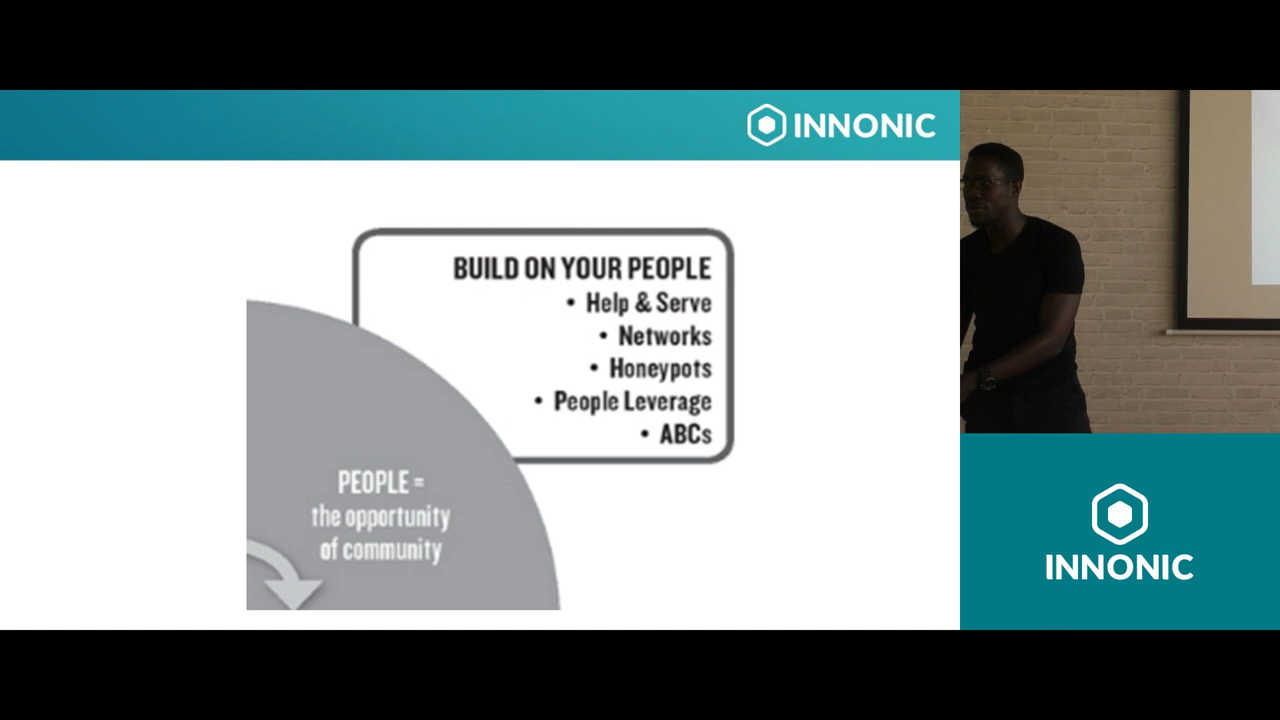 INNONIC
BUILD ON YOUR PEOPLE
• Help & Serve
• Networks
• Honeypots
• People Leverage
• ABCs
PEOPLE =
the opportunity
of community
INNONIC